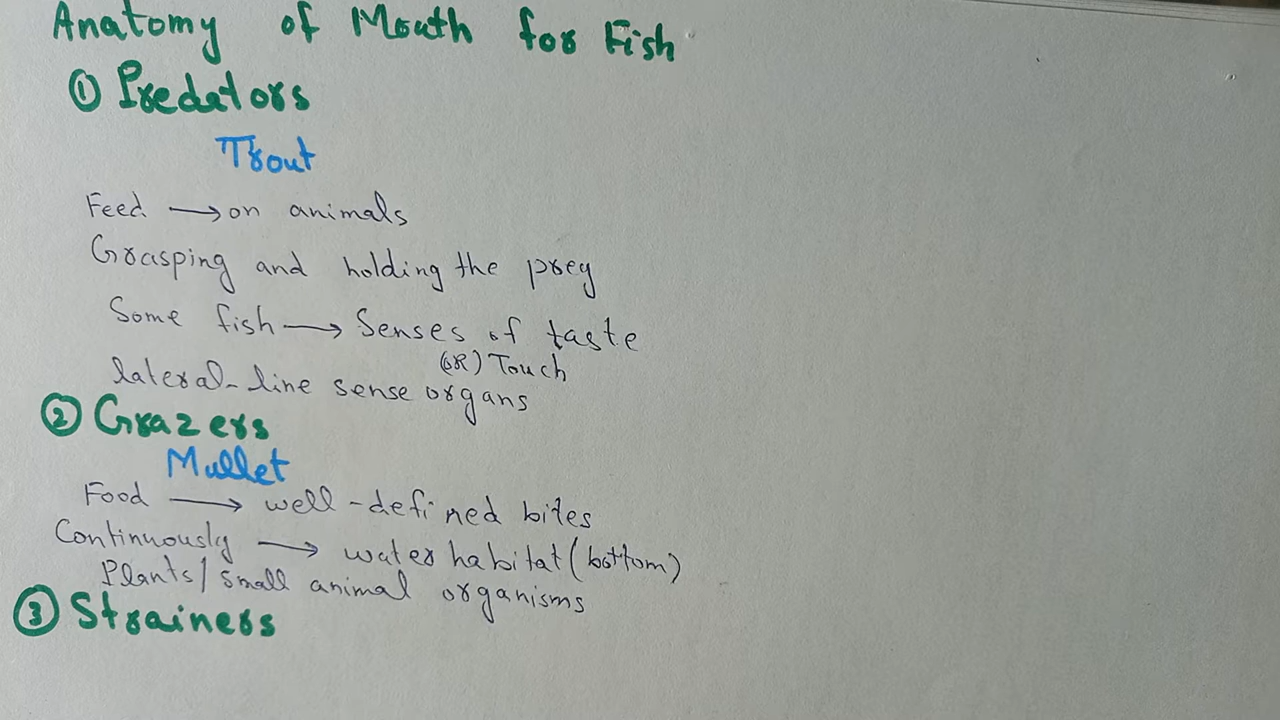 Anatomy of Mouth for Fish
① Predators
Trout
Feed → on animals
Grasping and holding the prey
Some fish → Senses of taste
(OR) Touch
lateral-line sense organs
② Grazers
Mullet
Food → well-defined bites
Continuously → water habitat (bottom)
Plants/small animal organisms
③ Strainers